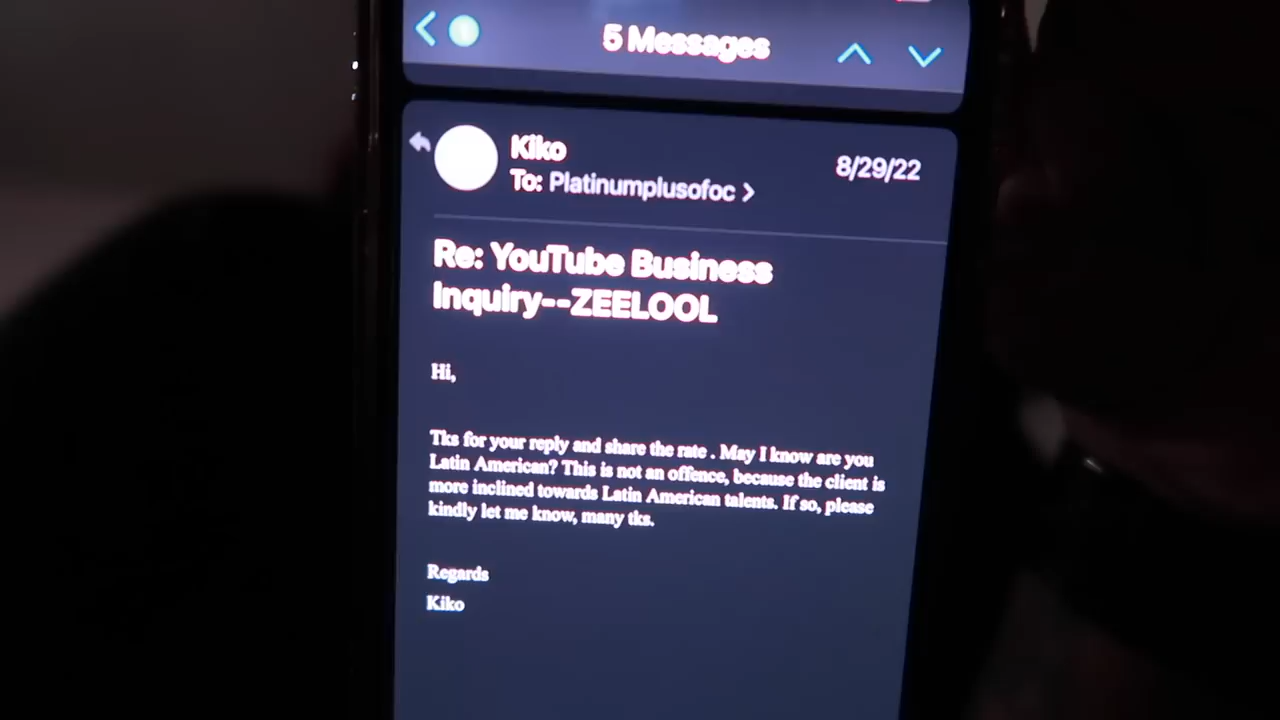 5 Messages
Kiko
8/29/22
To: Platinumplusofoc
Re: YouTube Business
Inquiry--ZEELOOL
Hi,
Tks for your reply and share the rate . May I know are you
Latin American? This is not an offence, because the client is
more inclined towards Latin American talents. If so, please
kindly let me know, many tks.
Regards
Kiko